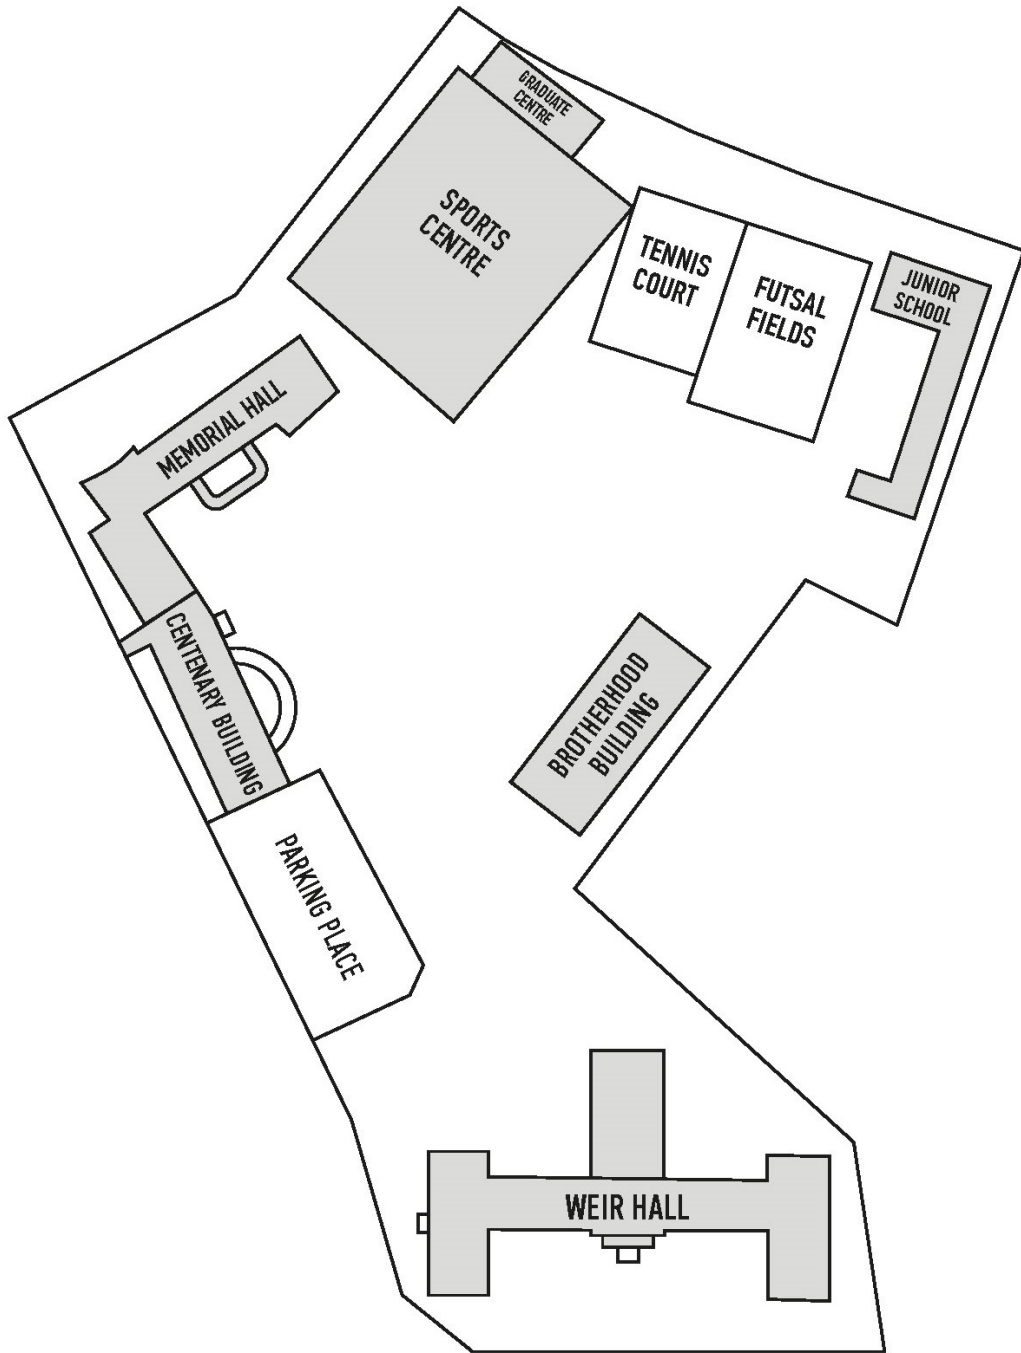 GRADUATE
CENTRE
SPORTS
CENTRE
TENNIS
COURT
FUTSAL
FIELDS
JUNIOR
SCHOOL
MEMORIAL HALL
CENTENARY BUILDING
BROTHERHOOD
BUILDING
PARKING PLACE
WEIR HALL